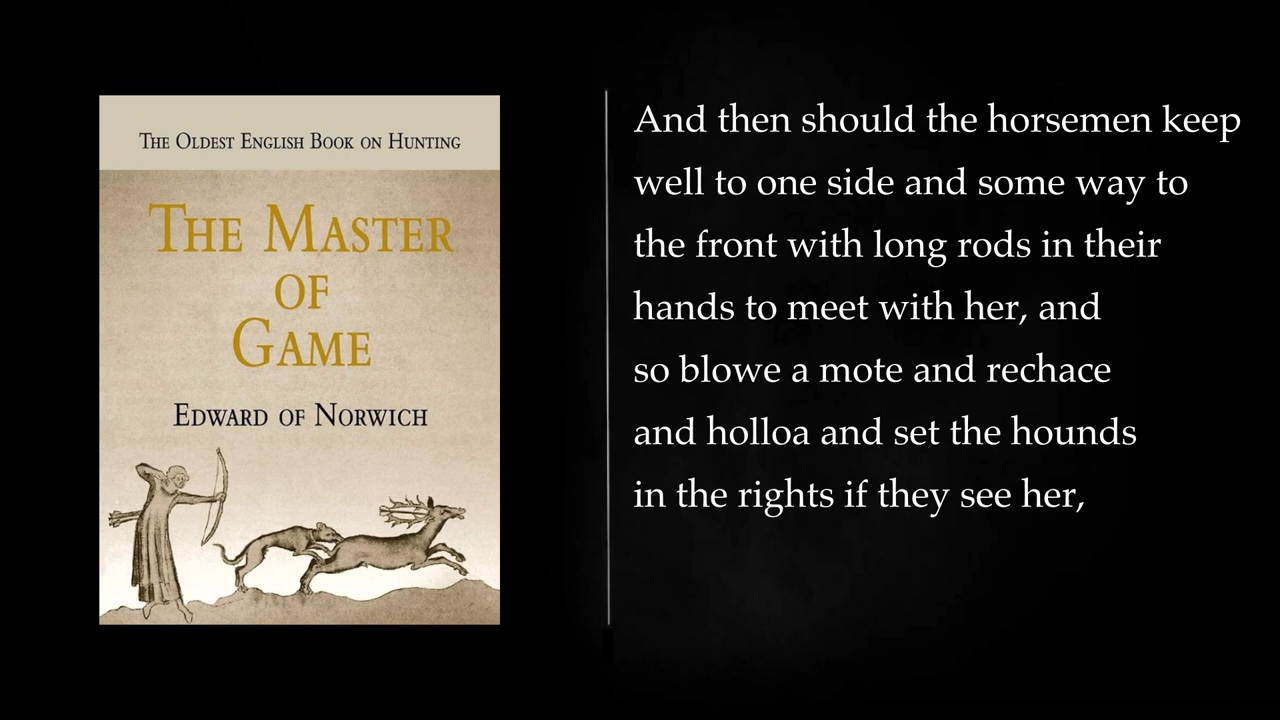 The Oldest English Book on Hunting
The Master
of
Game
Edward of Norwich
And then should the horsemen keep
well to one side and some way to
the front with long rods in their
hands to meet with her, and
so blowe a mote and rechace
and holloa and set the hounds
in the rights if they see her,